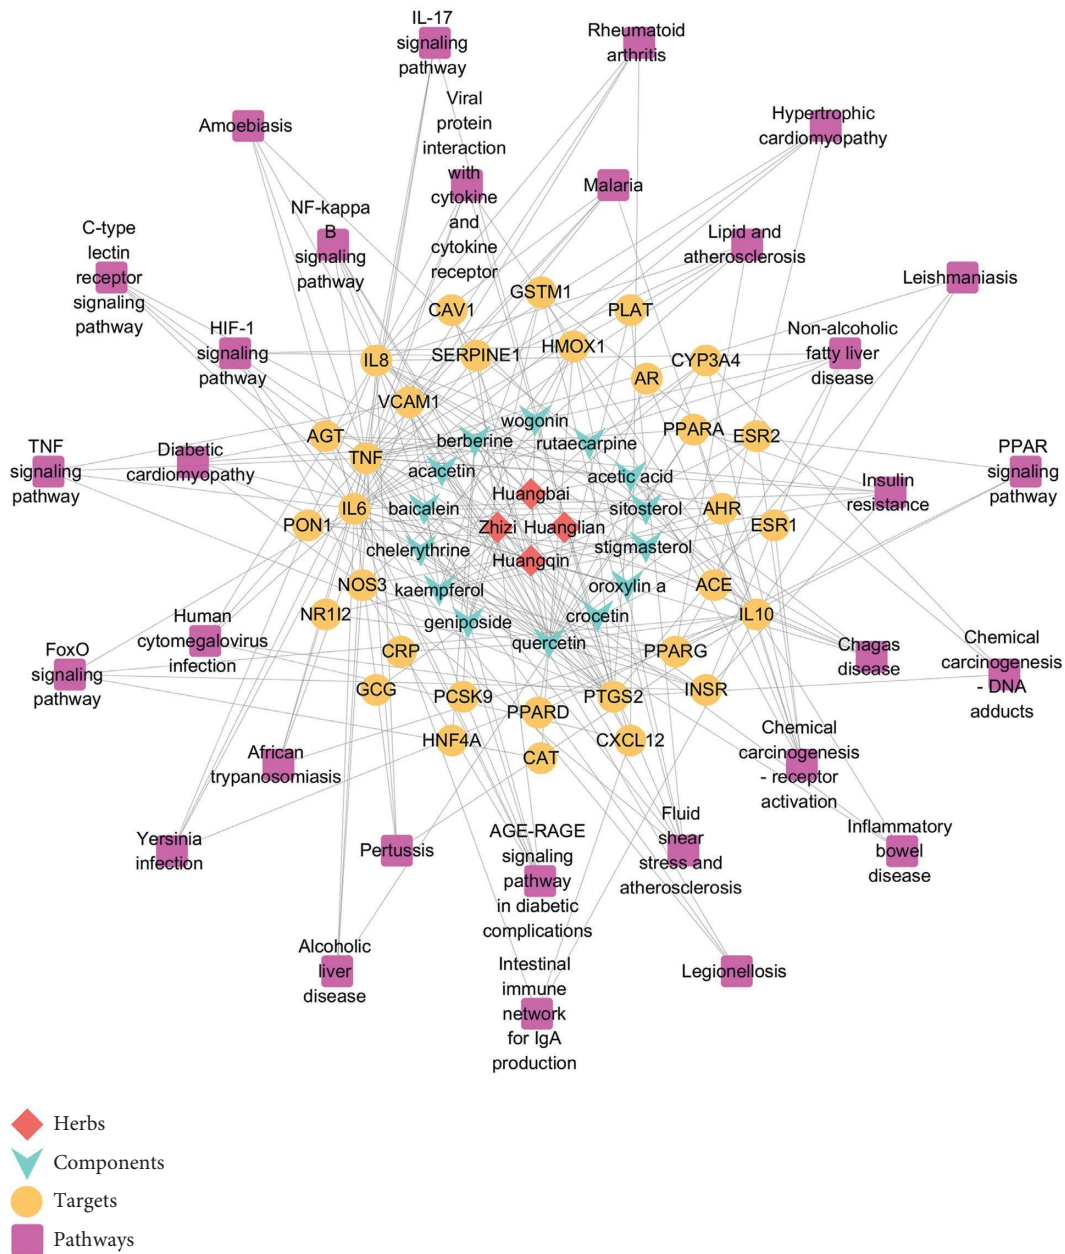 IL-17
signaling
pathway
Rheumatoid
arthritis
Viral
protein
interaction
with
cytokine
and
cytokine
receptor
Amoebiasis
Hypertrophic
cardiomyopathy
Malaria
NF-kappa
B
signaling
pathway
C-type
lectin
receptor
signaling
pathway
Lipid and
atherosclerosis
Leishmaniasis
HIF-1
signaling
pathway
Non-alcoholic
fatty liver
disease
GSTM1
CAV1
PLAT
IL8
SERPINE1
HMOX1
CYP3A4
AR
VCAM1
AGT
TNF
PPARA
ESR2
wogonin
berberine
rutaecarpine
acacetin
acetic acid
TNF
signaling
pathway
Diabetic
cardiomyopathy
Insulin
resistance
PPAR
signaling
pathway
Huangbai
IL6
baicalein
sitosterol
AHR
PON1
Zhizi
Huanglian
ESR1
chelerythrine
stigmasterol
Huangqin
NOS3
kaempferol
oroxylin a
ACE
NR1I2
geniposide
crocetin
IL10
quercetin
CRP
PPARG
Human
cytomegalovirus
infection
FoxO
signaling
pathway
Chagas
disease
Chemical
carcinogenesis
- DNA
adducts
GCG
PCSK9
PPARD
PTGS2
INSR
HNF4A
CAT
CXCL12
African
trypanosomiasis
Chemical
carcinogenesis
- receptor
activation
Yersinia
infection
Pertussis
AGE-RAGE
signaling
pathway
in diabetic
complications
Fluid
shear
stress and
atherosclerosis
Inflammatory
bowel
disease
Alcoholic
liver
disease
Intestinal
immune
network
for IgA
production
Legionellosis
Herbs
Components
Targets
Pathways